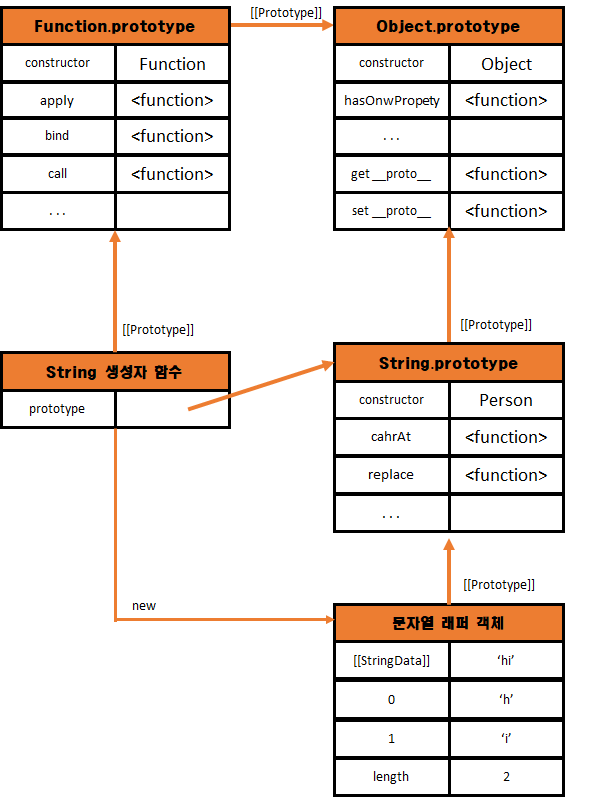 [[Prototype]]
Function.prototype
constructor Function
apply <function>
bind <function>
call <function>
...
Object.prototype
constructor Object
hasOnwPropety <function>
...
get __proto__ <function>
set __proto__ <function>
[[Prototype]]
[[Prototype]]
String 생성자 함수
prototype
String.prototype
constructor Person
cahrAt <function>
replace <function>
...
[[Prototype]]
new
문자열 래퍼 객체
[[StringData]] ‘hi’
0 ‘h’
1 ‘i’
length 2